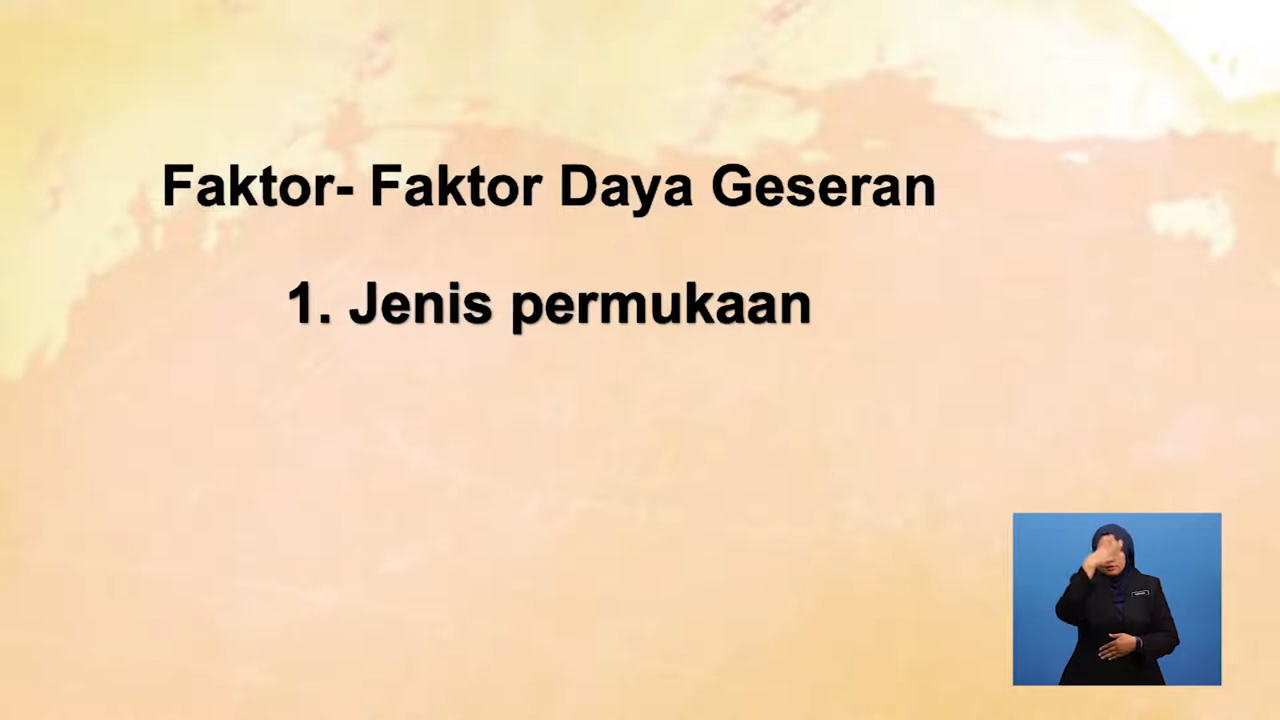 Faktor- Faktor Daya Geseran
1. Jenis permukaan